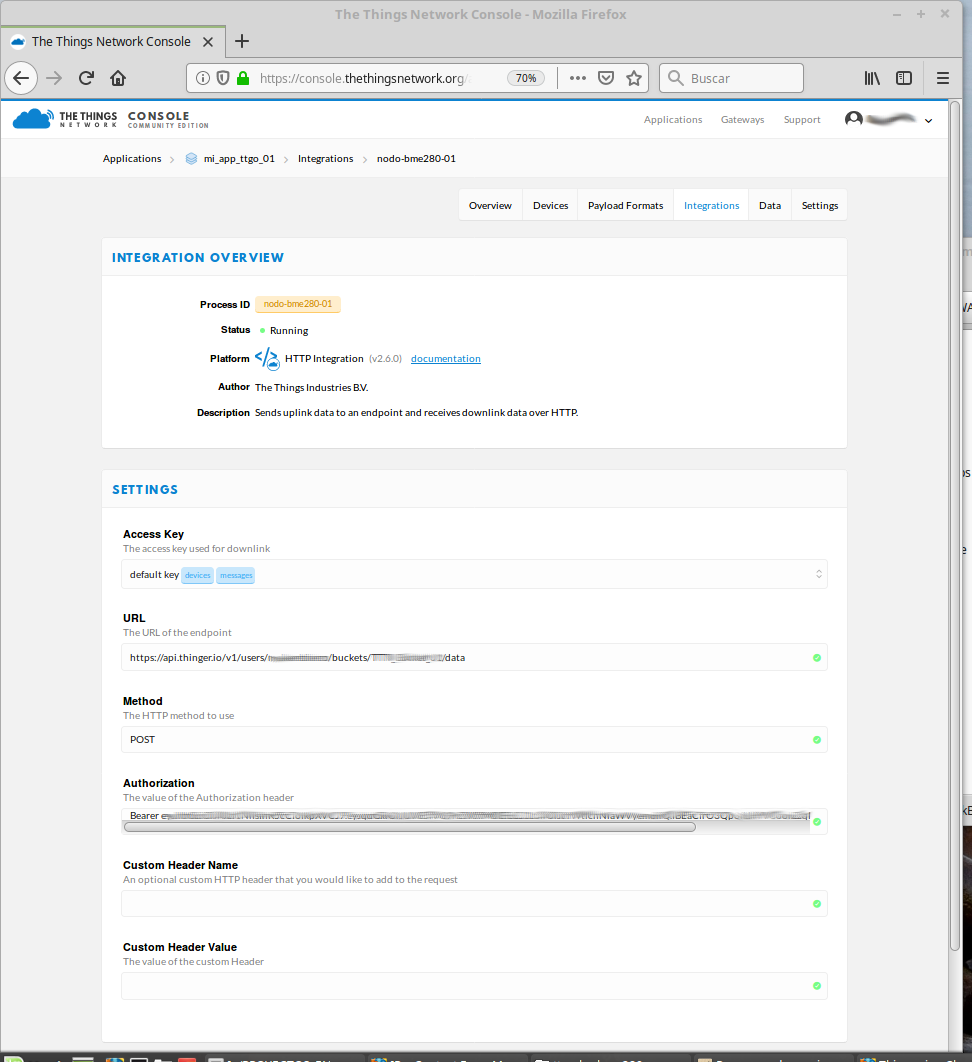 The Things Network Console - Mozilla Firefox
The Things Network Console
https://console.thethingsnetwork.org/
70%
Buscar
THE THINGS NETWORK
CONSOLE
COMMUNITY EDITION
Applications Gateways Support
Applications mi_app_ttgo_01 Integrations nodo-bme280-01
Overview Devices Payload Formats Integrations Data Settings
INTEGRATION OVERVIEW
Process ID nodo-bme280-01
Status Running
Platform HTTP Integration (v2.6.0) documentation
Author The Things Industries B.V.
Description Sends uplink data to an endpoint and receives downlink data over HTTP.
SETTINGS
Access Key
The access key used for downlink
default key devices messages
URL
The URL of the endpoint
https://api.thinger.io/v1/users/ /buckets/ /data
Method
The HTTP method to use
POST
Authorization
The value of the Authorization header
Bearer
Custom Header Name
An optional custom HTTP header that you would like to add to the request
Custom Header Value
The value of the custom Header